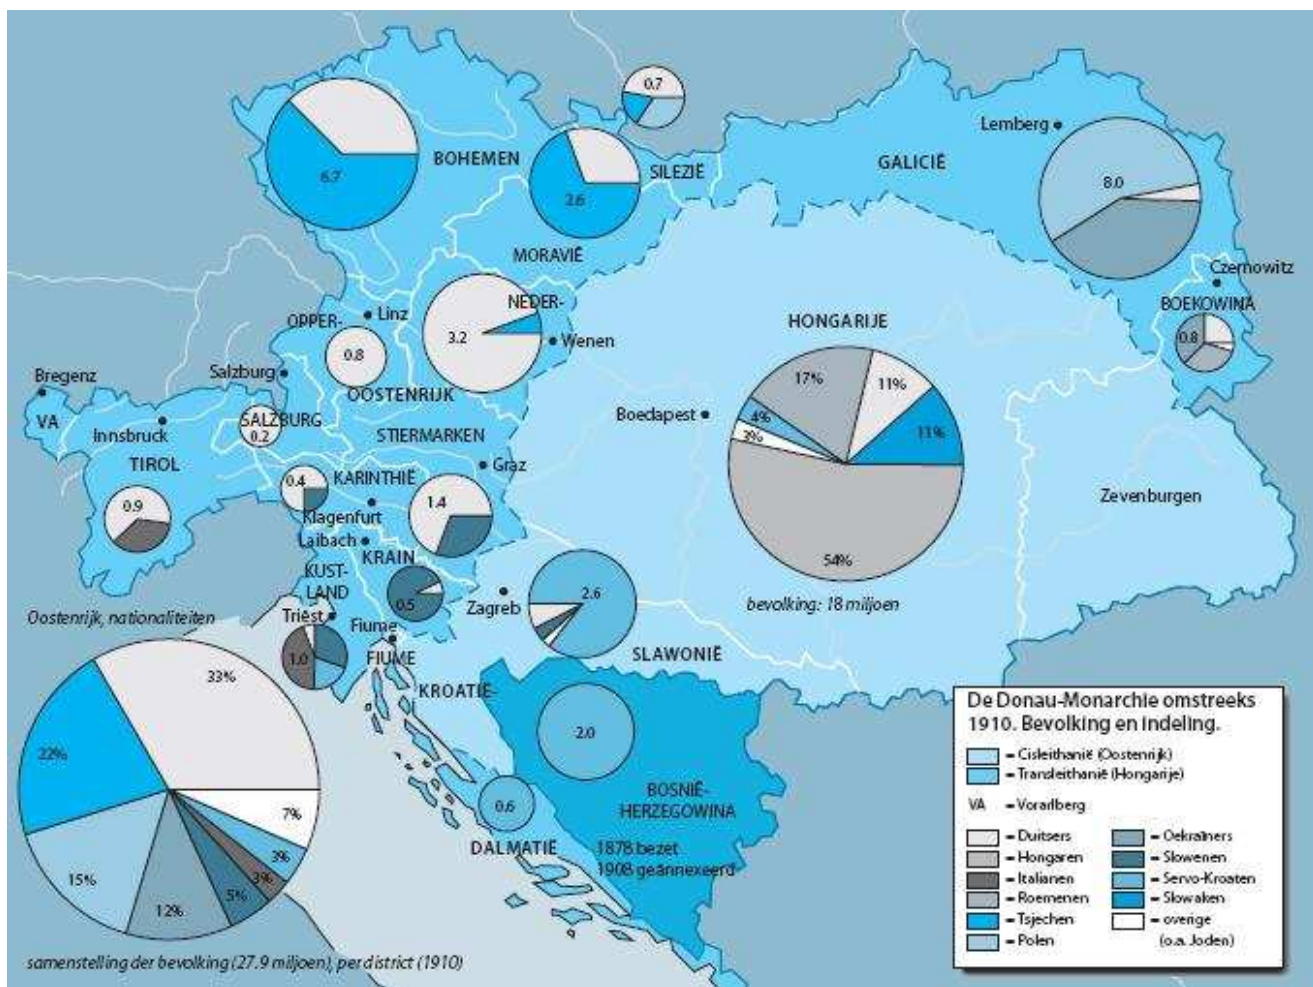 0.7
Lemberg
BOHEMEN
SILEZIË
GALICIË
6.7
2.6
8.0
MORAVIË
Czernowitz
BOEKOWINA
0.8
OPPER-
Linz
NEDER-
3.2
Wenen
HONGARIJE
0.8
Salzburg
OOSTENRIJK
Bregenz
VA
Innsbruck
SALZBURG
0.2
STIERMARKEN
Boedapest
17%
11%
4%
3%
11%
54%
TIROL
0.9
0.4
KARINTHIË
Graz
1.4
Klagenfurt
Laibach
KRAIN
Zevenburgen
KUST-
LAND
0.5
Zagreb
2.6
bevolking: 18 miljoen
Oostenrijk, nationaliteiten
Triëst
1.0
Fiume
FIUME
SLAWONIË
KROATIË-
2.0
33%
22%
7%
3%
3%
5%
12%
15%
0.6
BOSNIË-
HERZEGOWINA
DALMATIË
1878 bezet
1908 geännexeerd
samenstelling der bevolking (27.9 miljoen), per district (1910)
De Donau-Monarchie omstreeks
1910. Bevolking en indeling.
= Cisleithanië (Oostenrijk)
= Transleithanië (Hongarije)
VA = Vorarlberg
= Duitsers
= Hongaren
= Italianen
= Roemenen
= Tsjechen
= Polen
= Oekraïners
= Slowenen
= Servo-Kroaten
= Slowaken
= overige
(o.a. Joden)